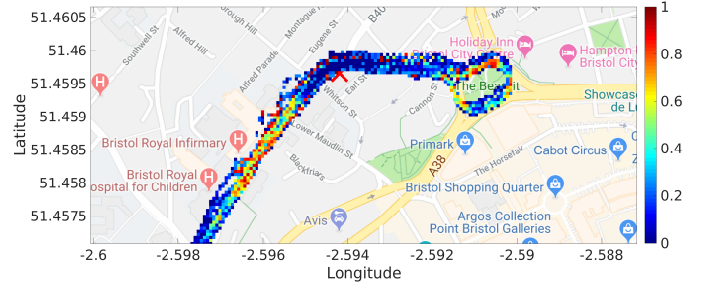 51.4605
51.46
51.4595
51.459
51.4585
51.458
51.4575
Latitude
-2.6
-2.598
-2.596
-2.594
-2.592
-2.59
-2.588
Longitude
1
0.8
0.6
0.4
0.2
0
Southwell St
Alfred Hill
Montague
Eugene St
Alfred Parade
B40
Whitson St
Earl St
Lower Maudlin St
Blackfriars
Cannon St
Holiday Inn
Bristol City Centre
Hampton
Bristol City
The Bearpit
Showcase
de Lu
Bristol Royal Infirmary
Bristol Royal
ospital for Children
Primark
A38
The Horsefair
Cabot Circus
Bristol Shopping Quarter
Avis
Argos Collection
Point Bristol Galleries